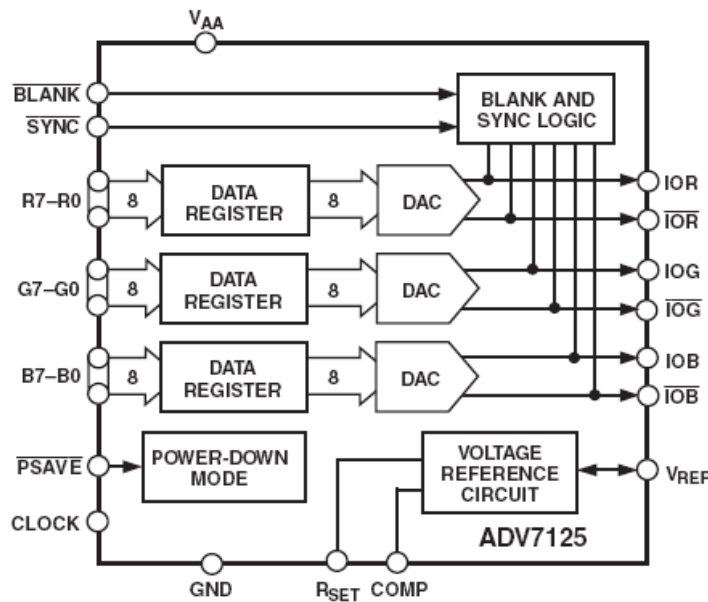 VAA
BLANK
SYNC
BLANK AND
SYNC LOGIC
R7–R0
8
DATA
REGISTER
8
DAC
IOR
IOR
G7–G0
8
DATA
REGISTER
8
DAC
IOG
IOG
B7–B0
8
DATA
REGISTER
8
DAC
IOB
IOB
PSAVE
POWER-DOWN
MODE
VOLTAGE
REFERENCE
CIRCUIT
VREF
CLOCK
ADV7125
GND
RSET
COMP